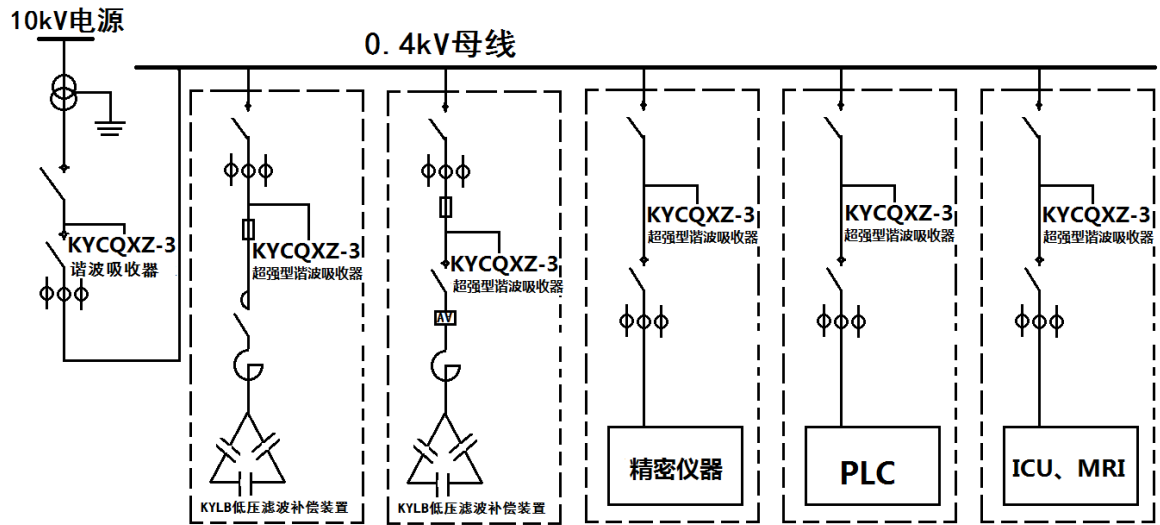 10kV电源
0.4kV母线
KYCQXZ-3
谐波吸收器
KYCQXZ-3
超强型谐波吸收器
KYLB低压滤波补偿装置
KYCQXZ-3
超强型谐波吸收器
AV
KYLB低压滤波补偿装置
KYCQXZ-3
超强型谐波吸收器
精密仪器
KYCQXZ-3
超强型谐波吸收器
PLC
KYCQXZ-3
超强型谐波吸收器
ICU、MRI